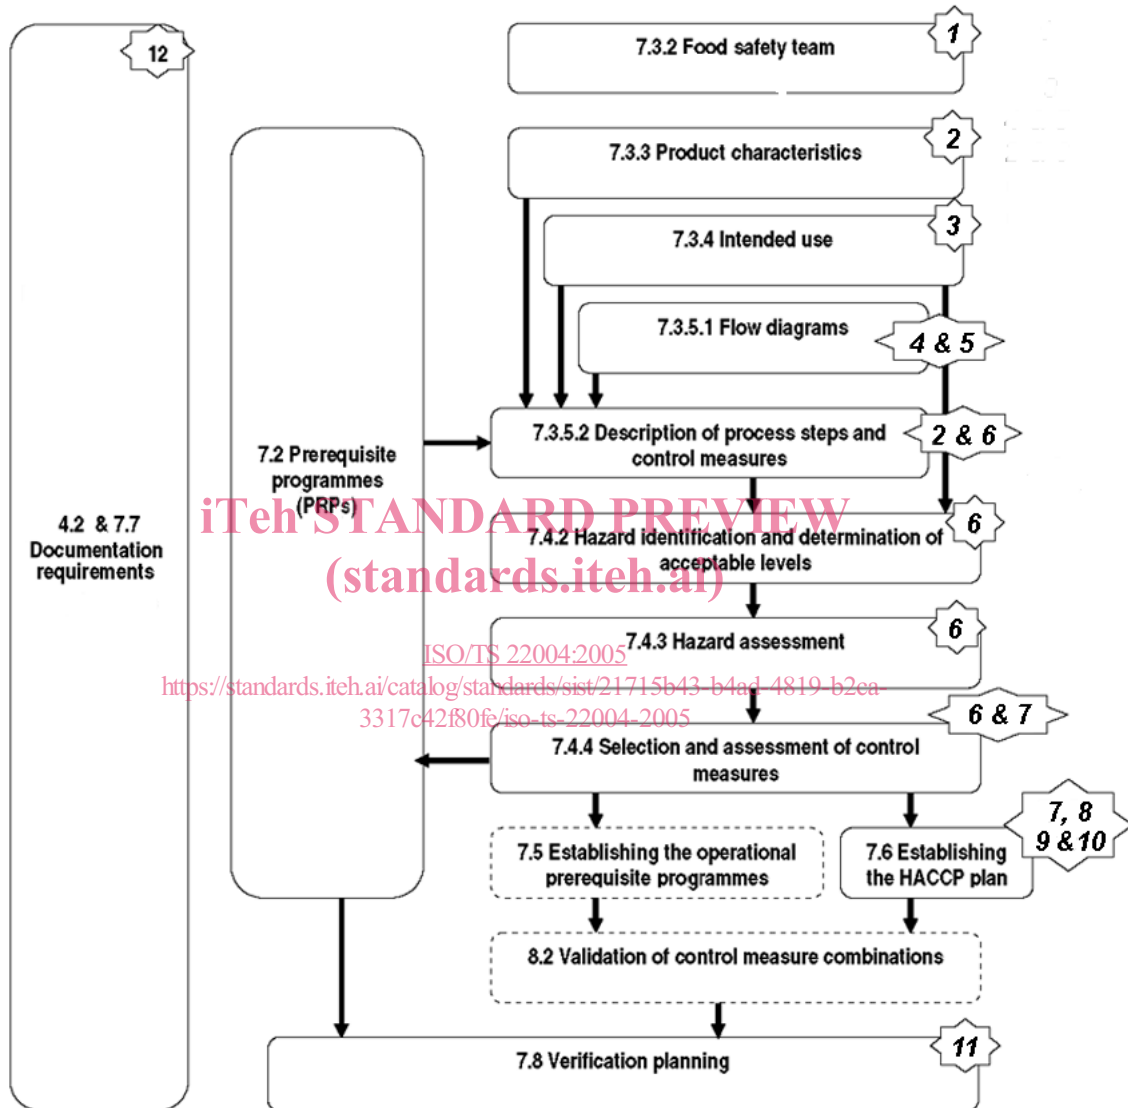 12
1
7.3.2 Food safety team
2
7.3.3 Product characteristics
3
7.3.4 Intended use
7.3.5.1 Flow diagrams
4 & 5
7.3.5.2 Description of process steps and
control measures
2 & 6
7.2 Prerequisite
programmes
(PRPs)
4.2 & 7.7
Documentation
requirements
iTeh STANDARD PREVIEW
(standards.iteh.ai)
6
7.4.2 Hazard identification and determination of
acceptable levels
6
7.4.3 Hazard assessment
ISO/TS 22004:2005
https://standards.iteh.ai/catalog/standards/sist/21715b43-b4ad-4819-b2ca-
3317c42f80fe/iso-ts-22004-2005
6 & 7
7.4.4 Selection and assessment of control
measures
7, 8
9 &10
7.5 Establishing the operational
prerequisite programmes
7.6 Establishing
the HACCP plan
8.2 Validation of control measure combinations
11
7.8 Verification planning